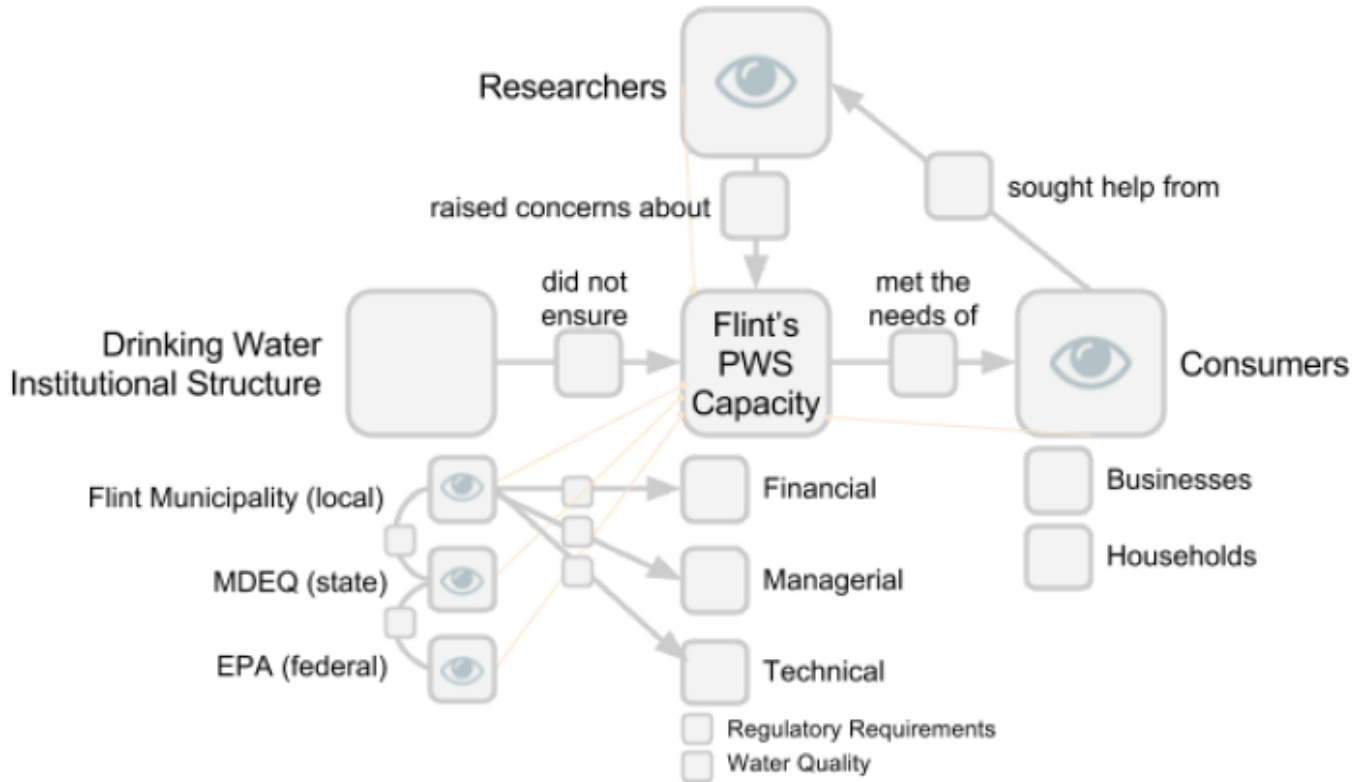 Researchers
raised concerns about
sought help from
did not
ensure
met the
needs of
Drinking Water
Institutional Structure
Flint's
PWS
Capacity
Consumers
Flint Municipality (local)
MDEQ (state)
EPA (federal)
Financial
Managerial
Technical
Regulatory Requirements
Water Quality
Businesses
Households